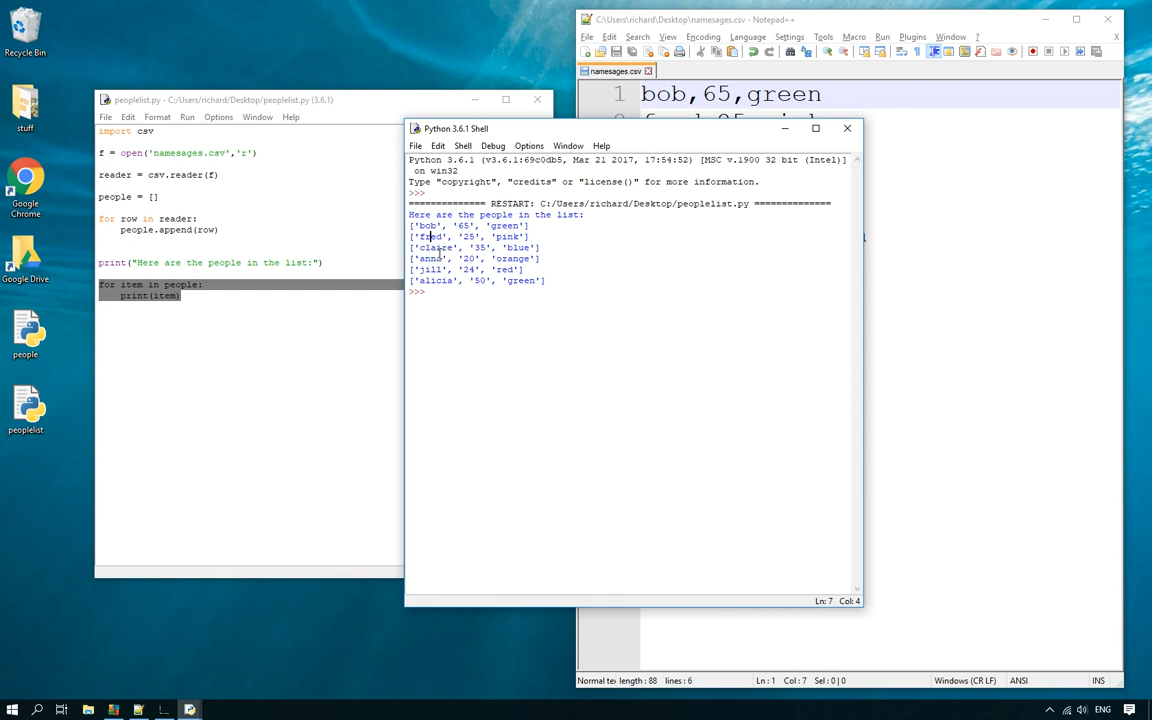 Recycle Bin
stuff
Google
Chrome
Google Drive
people
peoplelist
peoplelist.py - C:/Users/richard/Desktop/peoplelist.py (3.6.1)
File Edit Format Run Options Window Help
import csv
f = open('namesages.csv','r')
reader = csv.reader(f)
people = []
for row in reader:
people.append(row)
print("Here are the people in the list:")
for item in people:
print(item)
C:\Users\richard\Desktop\namesages.csv - Notepad++
File Edit Search View Encoding Language Settings Tools Macro Run Plugins Window ? X
namesages.csv
1 bob,65,green
Python 3.6.1 Shell
File Edit Shell Debug Options Window Help
Python 3.6.1 (v3.6.1:69c0db5, Mar 21 2017, 17:54:52) [MSC v.1900 32 bit (Intel)]
on win32
Type "copyright", "credits" or "license()" for more information.
>>>
============== RESTART: C:/Users/richard/Desktop/peoplelist.py ==============
Here are the people in the list:
['bob', '65', 'green']
['fred', '25', 'pink']
['claire', '35', 'blue']
['anna', '20', 'orange']
['jill', '24', 'red']
['alicia', '50', 'green']
>>>
Ln: 7 Col: 4
length : 88 lines : 6 Ln : 1 Col : 7 Sel : 0 | 0 Windows (CR LF) ANSI INS
ENG